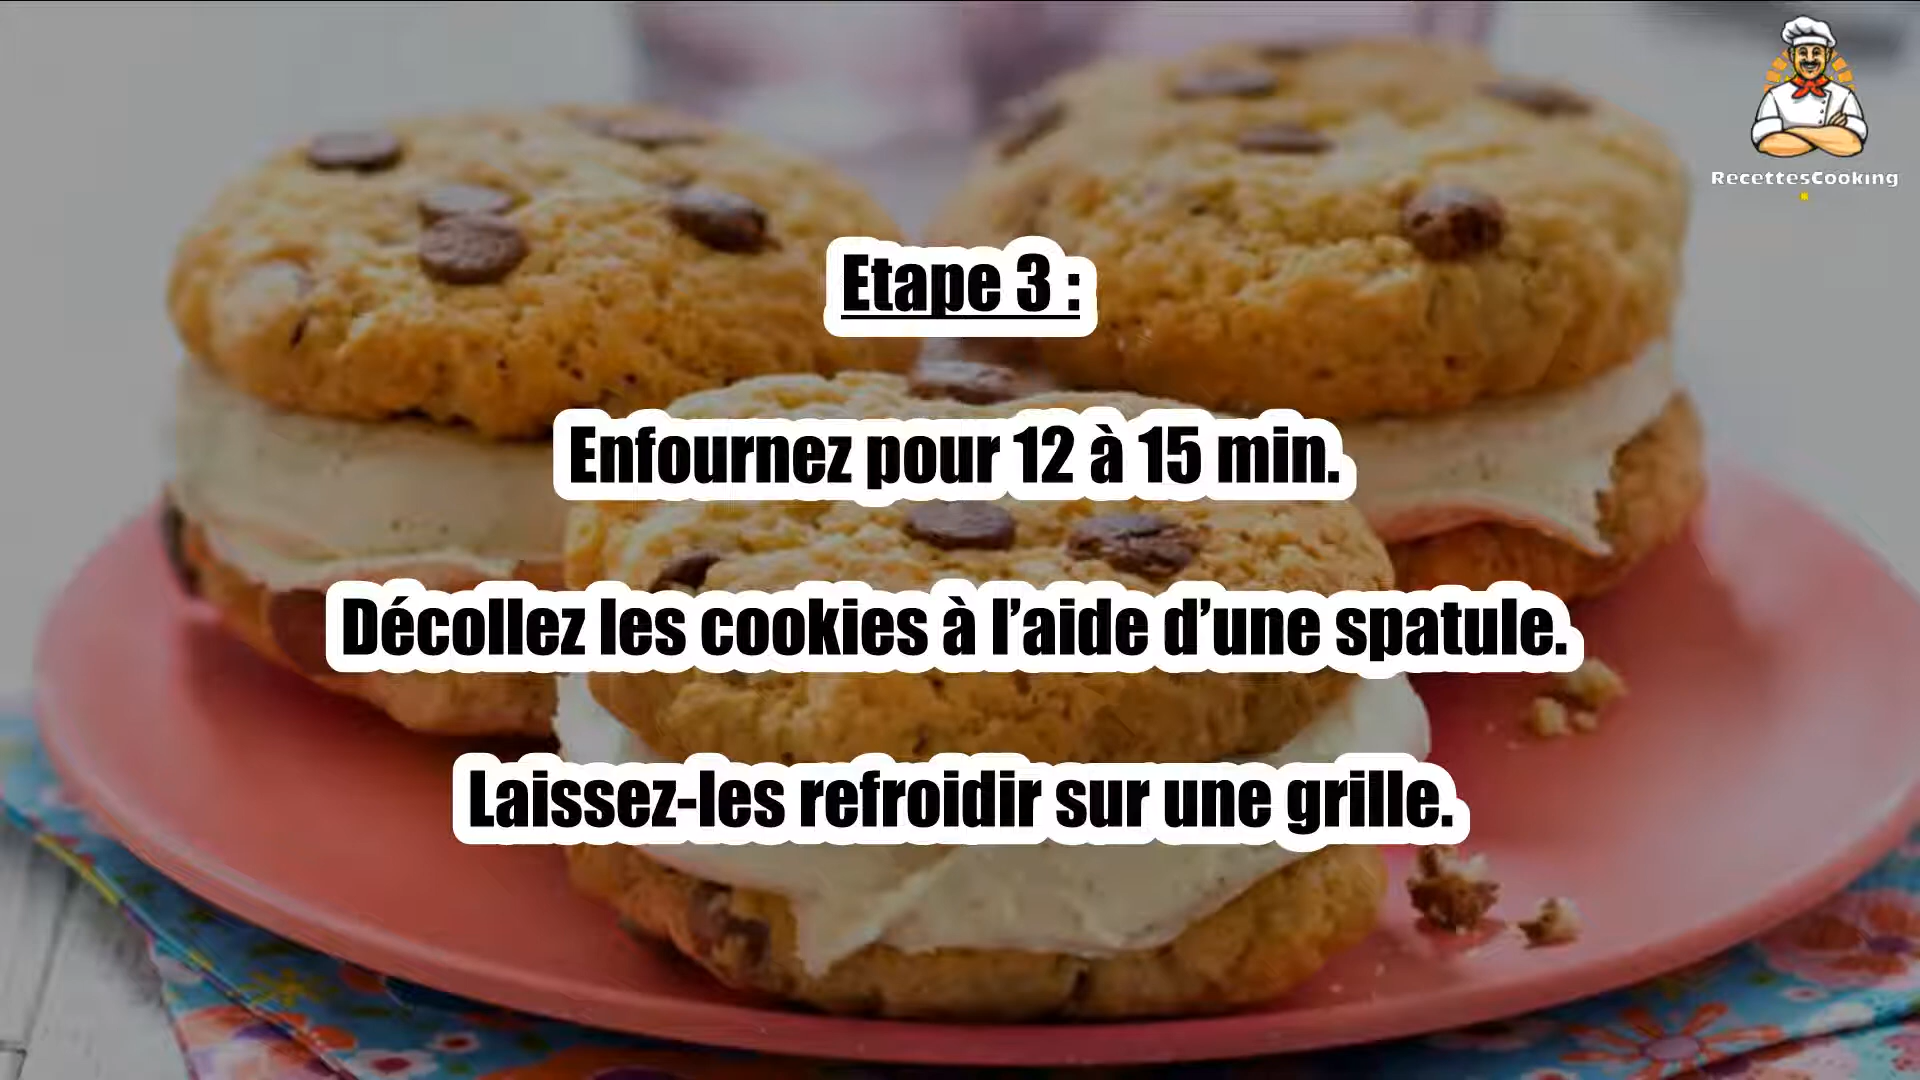 RecettesCooking
Etape 3 :
Enfournez pour 12 à 15 min.
Décollez les cookies à l’aide d’une spatule.
Laissez-les refroidir sur une grille.